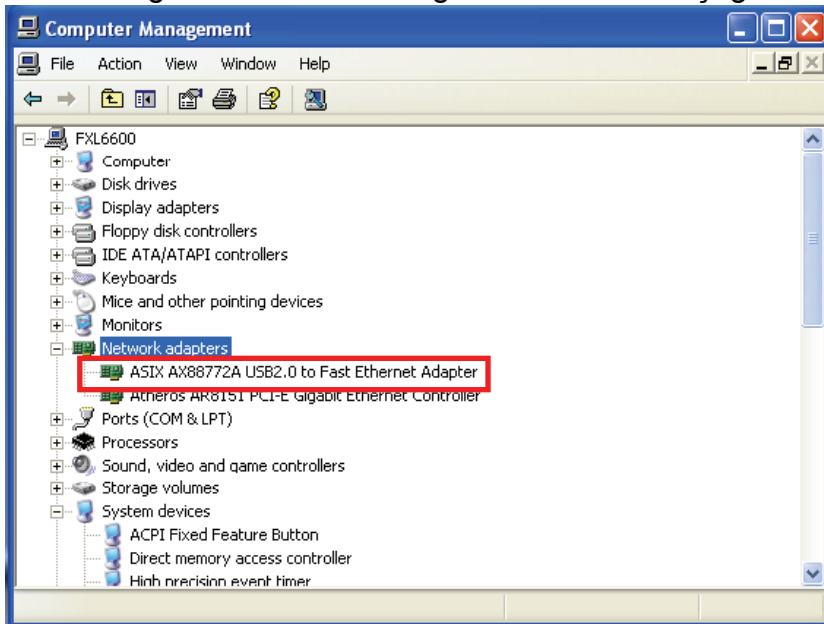 Computer Management
File Action View Window Help
FXL6600
Computer
Disk drives
Display adapters
Floppy disk controllers
IDE ATA/ATAPI controllers
Keyboards
Mice and other pointing devices
Monitors
Network adapters
ASIX AX88772A USB2.0 to Fast Ethernet Adapter
Atheros AR8151 PCI-E Gigabit Ethernet Controller
Ports (COM & LPT)
Processors
Sound, video and game controllers
Storage volumes
System devices
ACPI Fixed Feature Button
Direct memory access controller
High precision event timer